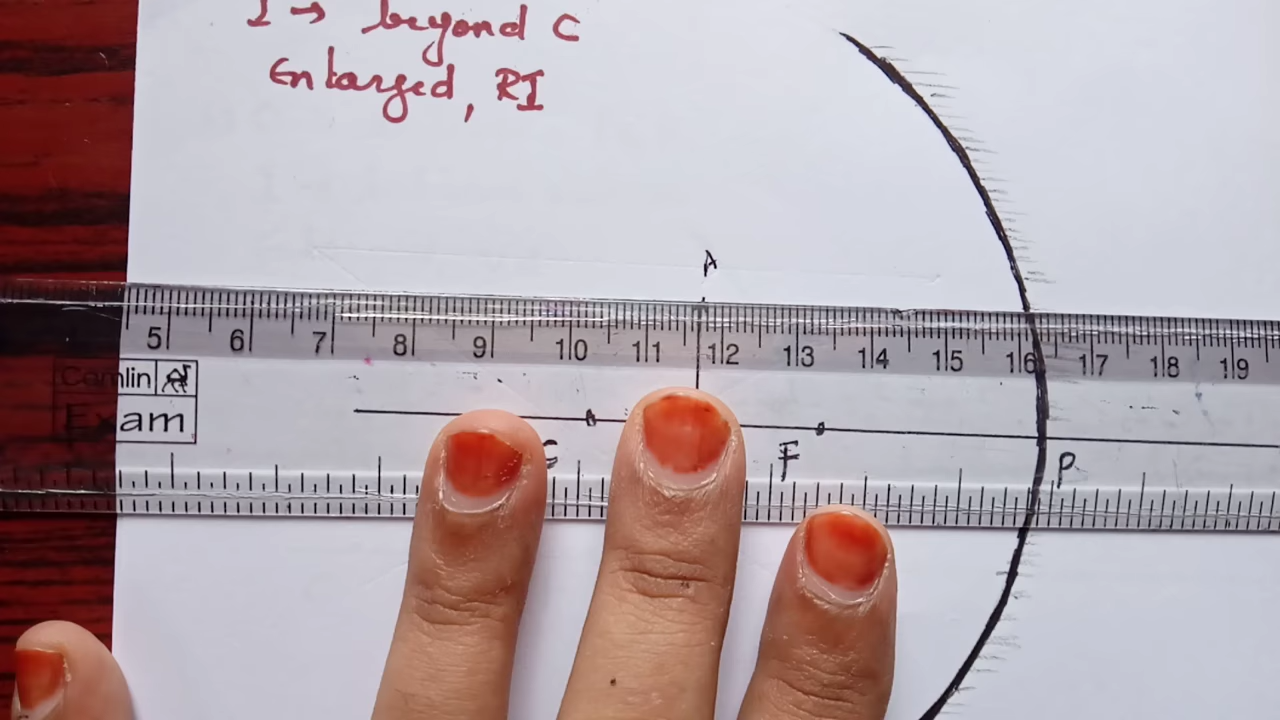 I → beyond C
Enlarged, RI
A
5 6 7 8 9 10 11 12 13 14 15 16 17 18 19
Camlin
Exam
C
F
P